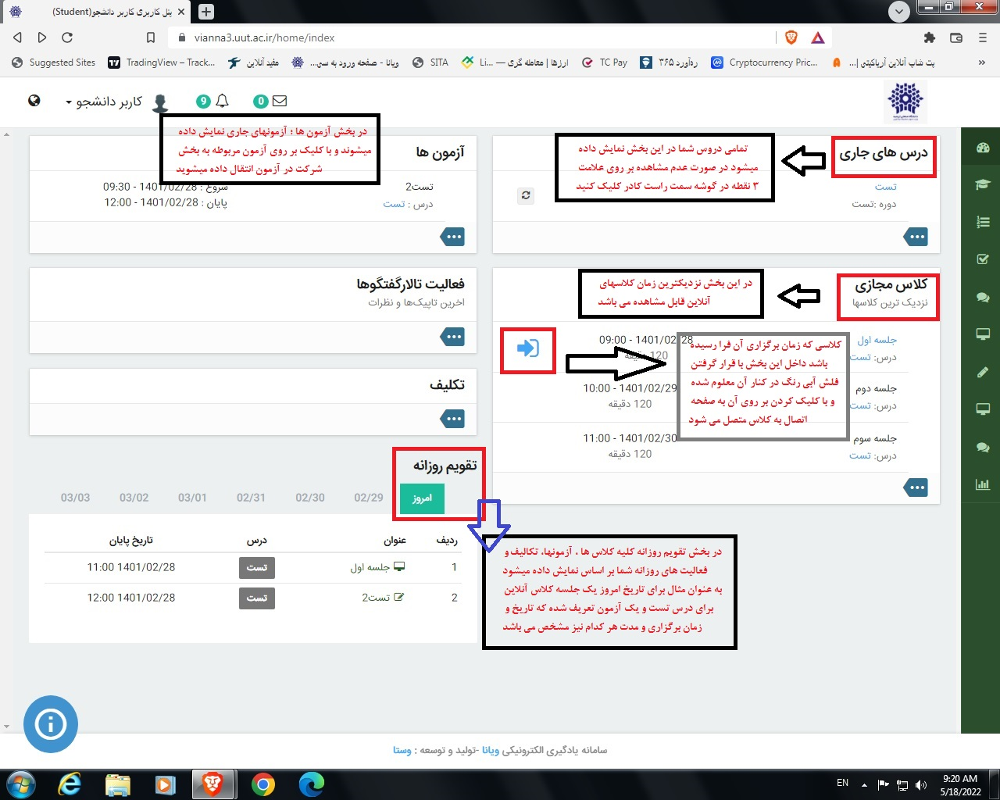 پنل کاربری کاربر دانشجو(Student)
vianna3.uut.ac.ir/home/index
Suggested Sites
TradingView – Track...
مفید آنلاین
ویانا - صفحه ورود به سی...
SITA
ارزها | معامله گری — ...Li
TC Pay
ره‌آورد ۳۶۵
Cryptocurrency Pric...
پت شاپ آنلاین آریاکیتی |...
»
کاربر دانشجو
9
0
درس های جاری
تمامی دروس شما در این بخش نمایش داده
میشود در صورت عدم مشاهده بر روی علامت
۳ نقطه در گوشه سمت راست کادر کلیک کنید
تست
دوره :تست
آزمون ها
در بخش آزمون ها ؛ آزمونهای جاری نمایش داده
میشوند و با کلیک بر روی آزمون مربوطه به بخش
شرکت در آزمون انتقال داده میشوید
تست2
شروع : 1401/02/28 - 09:30
درس : تست
پایان : 1401/02/28 - 12:00
کلاس مجازی
نزدیک ترین کلاسها
در این بخش نزدیکترین زمان کلاسهای
آنلاین قابل مشاهده می باشد
جلسه اول
1401/02/28 - 09:00
درس: تست
120 دقیقه
کلاسی که زمان برگزاری آن فرا رسیده
باشد داخل این بخش با قرار گرفتن
فلش آبی رنگ در کنار آن معلوم شده
و با کلیک کردن بر روی آن به صفحه
اتصال به کلاس متصل می شود
جلسه دوم
1401/02/29 - 10:00
درس: تست
120 دقیقه
جلسه سوم
1401/02/30 - 11:00
درس: تست
120 دقیقه
فعالیت تالارگفتگوها
اخرین تاپیک‌ها و نظرات
تکلیف
تقویم روزانه
امروز
02/29
02/30
02/31
03/01
03/02
03/03
ردیف
عنوان
درس
تاریخ پایان
1
جلسه اول
تست
1401/02/28 11:00
2
تست2
تست
1401/02/28 12:00
در بخش تقویم روزانه کلیه کلاس ها ، آزمونها، تکالیف و
فعالیت های روزانه شما بر اساس نمایش داده میشود
به عنوان مثال برای تاریخ امروز یک جلسه کلاس آنلاین
برای درس تست و یک آزمون تعریف شده که تاریخ و
زمان برگزاری و مدت هر کدام نیز مشخص می باشد
سامانه یادگیری الکترونیکی ویانا -تولید و توسعه : وستا
EN
9:20 AM
5/18/2022